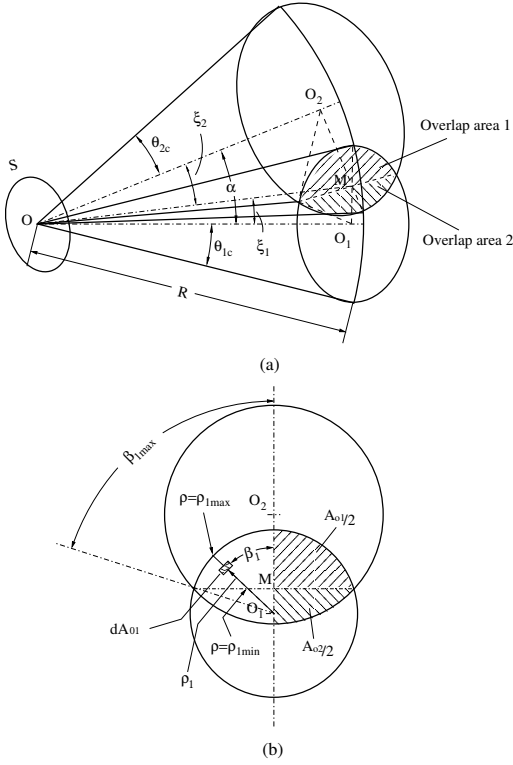 O₂
θ2c
ξ₂
S
Overlap area 1
α
M
O
Overlap area 2
O₁
ξ₁
θ1c
R
(a)
β1max
O₂
ρ=ρ1max
Ao1/2
β₁
M
O₁
dA01
ρ=ρ1min
Ao2/2
ρ₁
(b)